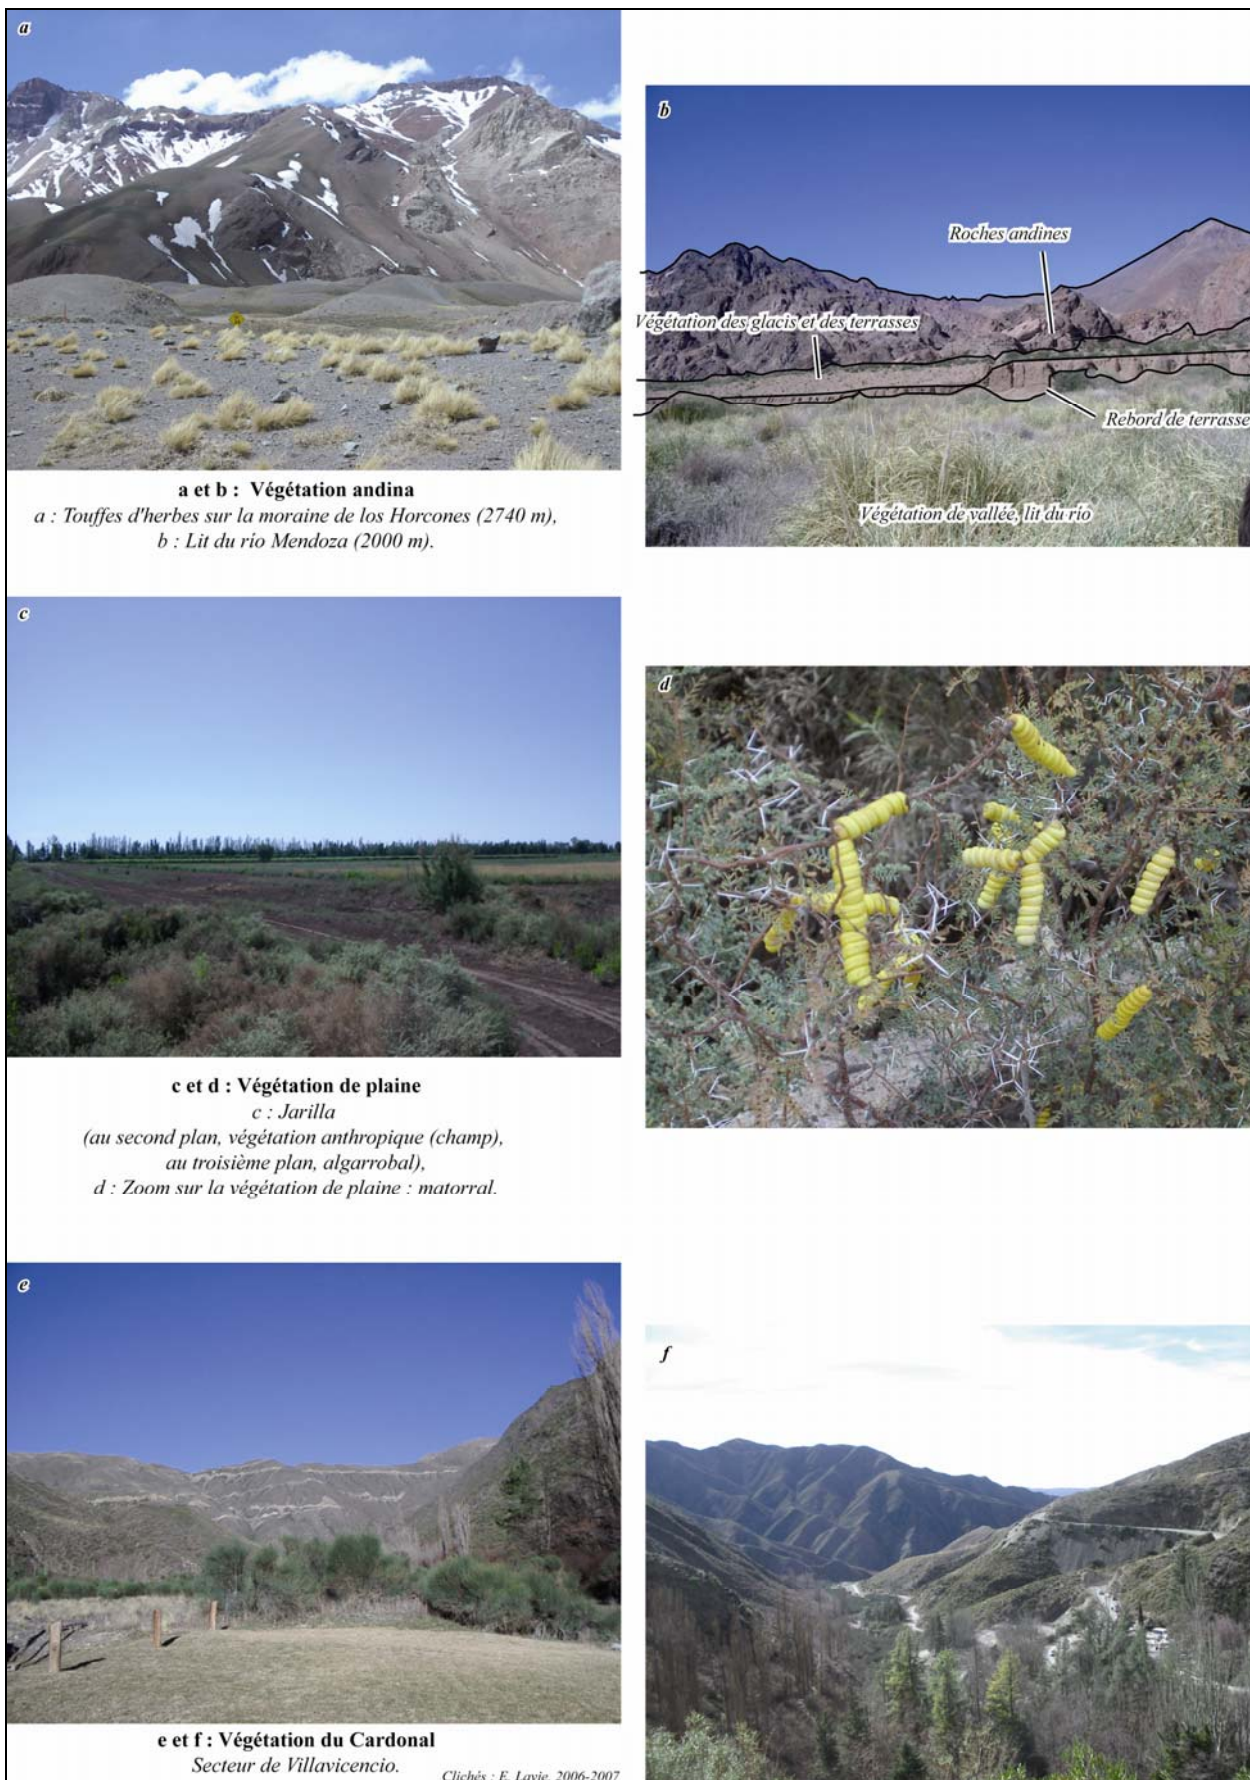 a
b
Roches andines
Végétation des glacis et des terrasses
Rebord de terrasse
Végétation de vallée, lit du río
a et b : Végétation andina
a : Touffes d'herbes sur la moraine de los Horcones (2740 m),
b : Lit du río Mendoza (2000 m).
c
d
c et d : Végétation de plaine
c : Jarilla
(au second plan, végétation anthropique (champ),
au troisième plan, algarrobal),
d : Zoom sur la végétation de plaine : matorral.
e
f
e et f : Végétation du Cardonal
Secteur de Villavicencio.
Clichés : E. Lavie, 2006-2007